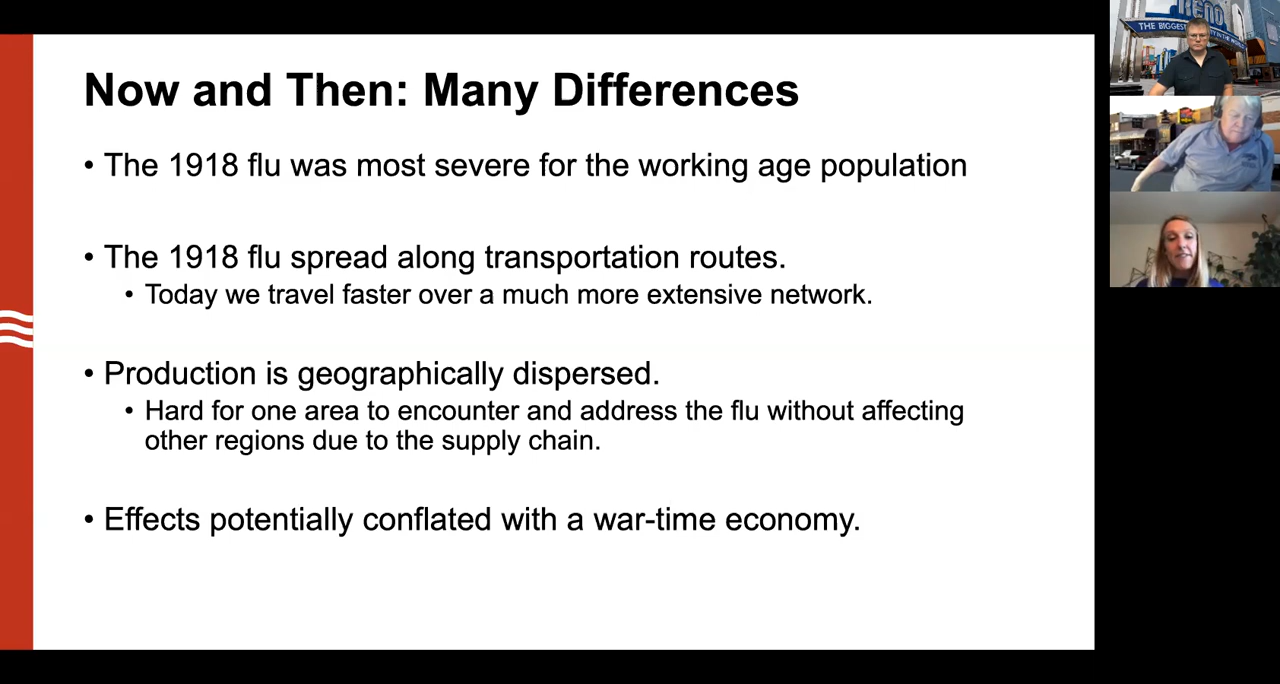 Now and Then: Many Differences
• The 1918 flu was most severe for the working age population
• The 1918 flu spread along transportation routes.
• Today we travel faster over a much more extensive network.
• Production is geographically dispersed.
• Hard for one area to encounter and address the flu without affecting
other regions due to the supply chain.
• Effects potentially conflated with a war-time economy.
RENO
THE BIGGEST
IN THE WORLD